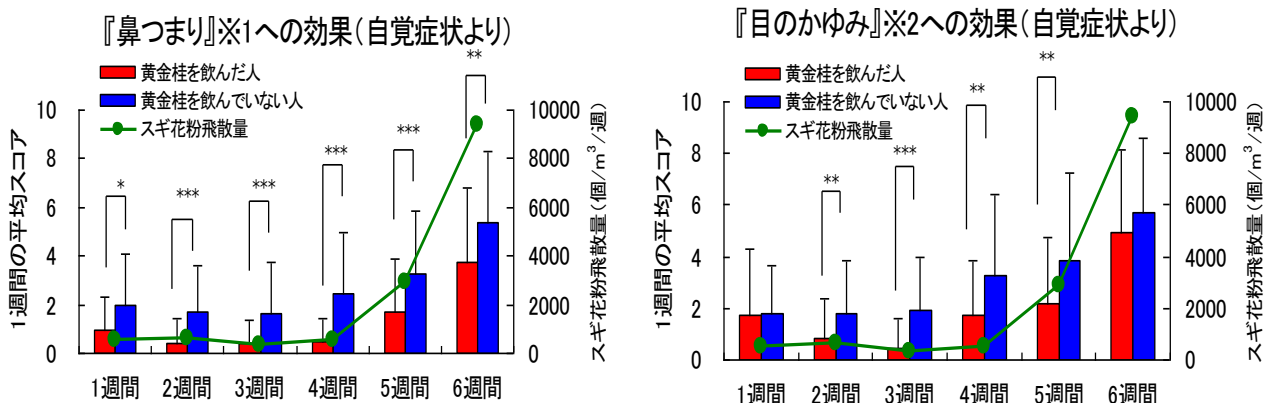 『鼻つまり』※1への効果(自覚症状より)
黄金桂を飲んだ人
黄金桂を飲んでいない人
スギ花粉飛散量
1週間の平均スコア
10
8
6
4
2
0
*
***
***
***
***
**
10000
8000
6000
4000
2000
0
スギ花粉飛散量(個/m³/週)
1週間 2週間 3週間 4週間 5週間 6週間
『目のかゆみ』※2への効果(自覚症状より)
黄金桂を飲んだ人
黄金桂を飲んでいない人
スギ花粉飛散量
1週間の平均スコア
10
8
6
4
2
0
**
***
**
**
10000
8000
6000
4000
2000
0
スギ花粉飛散量(個/m³/週)
1週間 2週間 3週間 4週間 5週間 6週間